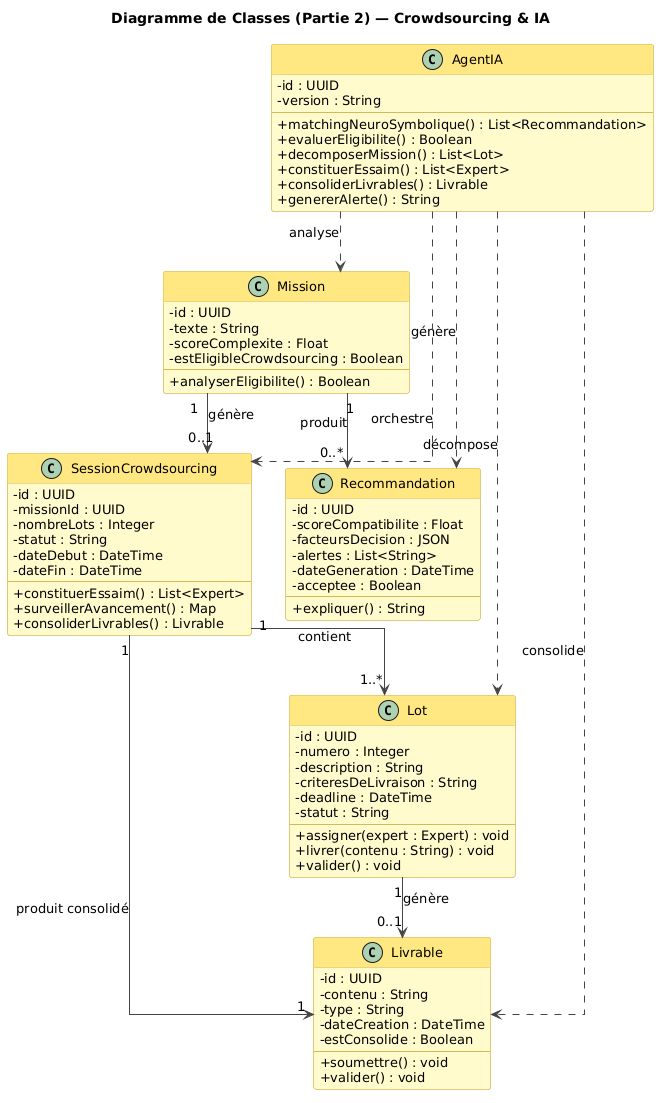 Diagramme de Classes (Partie 2) — Crowdsourcing & IA
C AgentIA
-id : UUID
-version : String
+matchingNeuroSymbolique() : List<Recommandation>
+evaluerEligibilite() : Boolean
+decomposerMission() : List<Lot>
+constituerEssaim() : List<Expert>
+consoliderLivrables() : Livrable
+genererAlerte() : String
analyse
C Mission
-id : UUID
-texte : String
-scoreComplexite : Float
-estEligibleCrowdsourcing : Boolean
+analyserEligibilite() : Boolean
génère
1
génère
0..1
1
produit
0..*
orchestre
décompose
C SessionCrowdsourcing
-id : UUID
-missionId : UUID
-nombreLots : Integer
-statut : String
-dateDebut : DateTime
-dateFin : DateTime
+constituerEssaim() : List<Expert>
+surveillerAvancement() : Map
+consoliderLivrables() : Livrable
C Recommandation
-id : UUID
-scoreCompatibilite : Float
-facteursDecision : JSON
-alertes : List<String>
-dateGeneration : DateTime
-acceptee : Boolean
+expliquer() : String
1
contient
1..*
1
consolide
C Lot
-id : UUID
-numero : Integer
-description : String
-criteresDeLivraison : String
-deadline : DateTime
-statut : String
+assigner(expert : Expert) : void
+livrer(contenu : String) : void
+valider() : void
1
génère
0..1
produit consolidé
1
C Livrable
-id : UUID
-contenu : String
-type : String
-dateCreation : DateTime
-estConsolide : Boolean
+soumettre() : void
+valider() : void